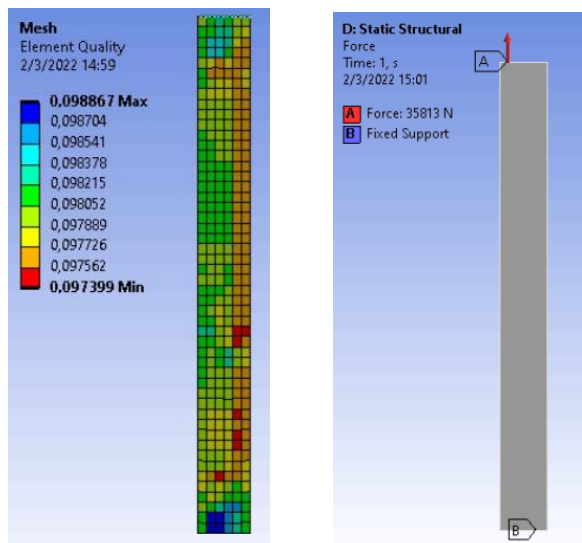 Mesh
Element Quality
2/3/2022 14:59
0,098867 Max
0,098704
0,098541
0,098378
0,098215
0,098052
0,097889
0,097726
0,097562
0,097399 Min
D: Static Structural
Force
Time: 1, s
2/3/2022 15:01
A Force: 35813 N
B Fixed Support
A
B